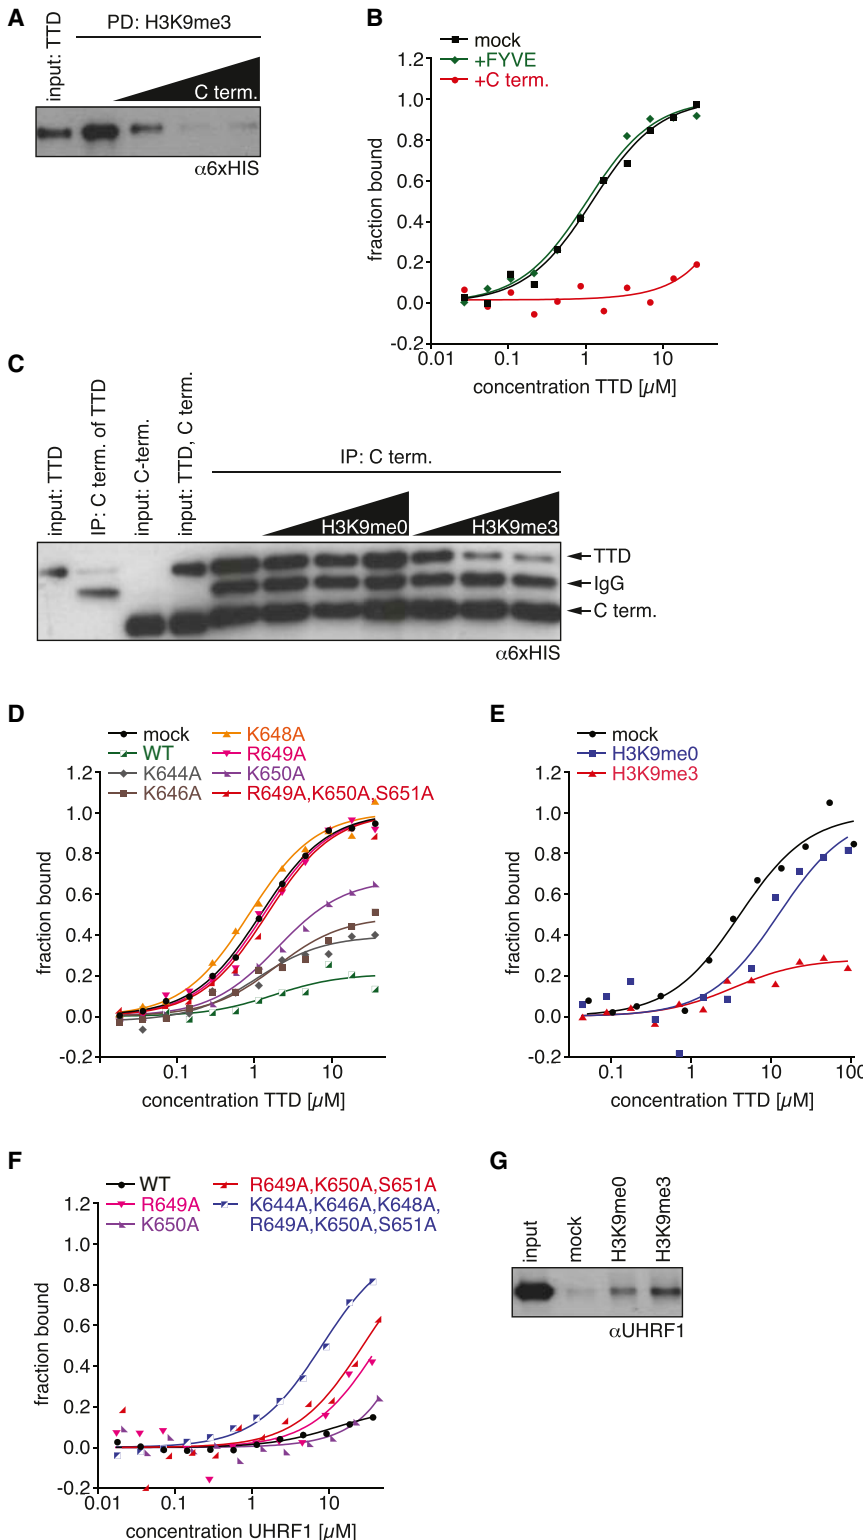 A
input: TTD
PD: H3K9me3
C term.
α6xHIS
B
mock
+FYVE
+C term.
1.2
1.0
0.8
0.6
0.4
0.2
0.0
-0.2
fraction bound
0.01
0.1
1
10
concentration TTD [µM]
C
input: TTD
IP: C term. of TTD
input: C-term.
input: TTD, C term.
IP: C term.
H3K9me0
H3K9me3
TTD
IgG
C term.
α6xHIS
D
mock
WT
K644A
K646A
K648A
R649A
K650A
R649A,K650A,S651A
1.2
1.0
0.8
0.6
0.4
0.2
0.0
-0.2
fraction bound
0.1
1
10
concentration TTD [µM]
E
mock
H3K9me0
H3K9me3
1.2
1.0
0.8
0.6
0.4
0.2
0.0
-0.2
fraction bound
0.1
1
10
100
concentration TTD [µM]
F
WT
R649A
K650A
R649A,K650A,S651A
K644A,K646A,K648A,
R649A,K650A,S651A
1.2
1.0
0.8
0.6
0.4
0.2
0.0
-0.2
fraction bound
0.01
0.1
1
10
concentration UHRF1 [µM]
G
input
mock
H3K9me0
H3K9me3
αUHRF1